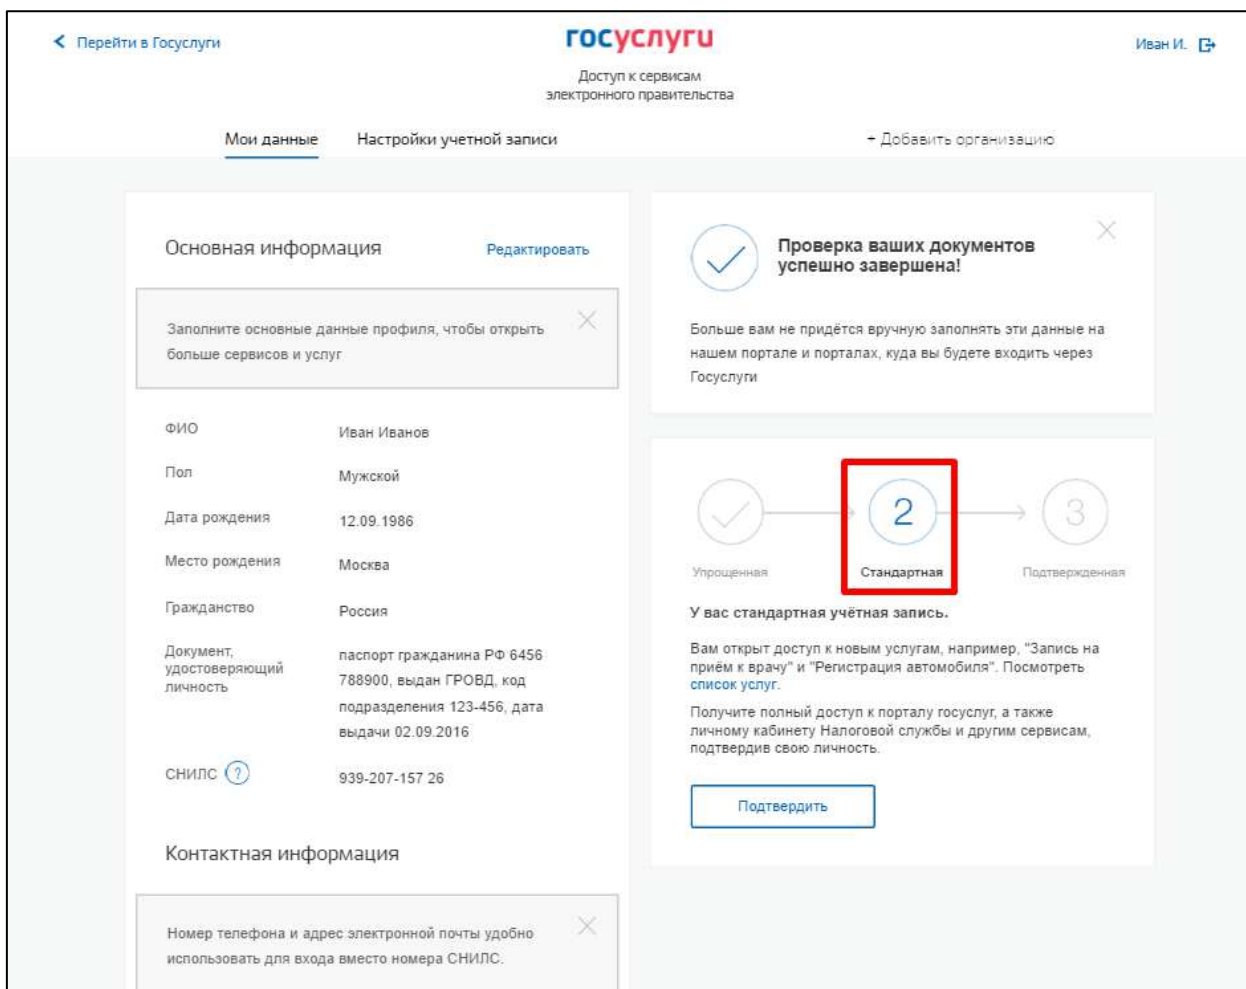 Перейти в Госуслуги
госуслуги
Иван И.
Доступ к сервисам
электронного правительства
Мои данные
Настройки учетной записи
+ Добавить организацию
Основная информация
Редактировать
Заполните основные данные профиля, чтобы открыть
больше сервисов и услуг
ФИО
Иван Иванов
Пол
Мужской
Дата рождения
12.09.1986
Место рождения
Москва
Гражданство
Россия
Документ,
удостоверяющий
личность
паспорт гражданина РФ 6456
788900, выдан ГРОВД, код
подразделения 123-456, дата
выдачи 02.09.2016
СНИЛС ?
939-207-157 26
Контактная информация
Номер телефона и адрес электронной почты удобно
использовать для входа вместо номера СНИЛС.
Проверка ваших документов
успешно завершена!
Больше вам не придётся вручную заполнять эти данные на
нашем портале и порталах, куда вы будете входить через
Госуслуги
2
3
Упрощенная
Стандартная
Подтвержденная
У вас стандартная учётная запись.
Вам открыт доступ к новым услугам, например, "Запись на
приём к врачу" и "Регистрация автомобиля". Посмотреть
список услуг.
Получите полный доступ к порталу госуслуг, а также
личному кабинету Налоговой службы и другим сервисам,
подтвердив свою личность.
Подтвердить